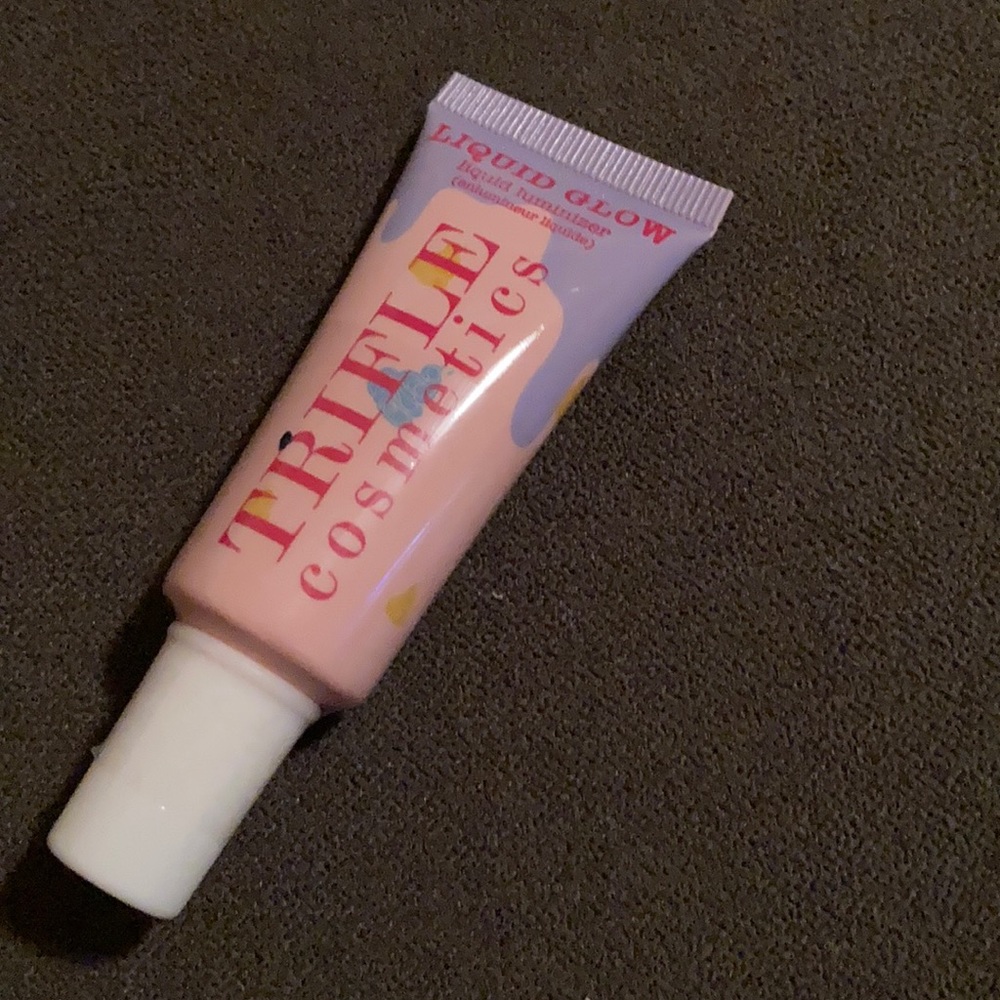 LIQUID GLOW
liquid luminizer
(enlumineur liquide)
TRIFLE
cosmetics